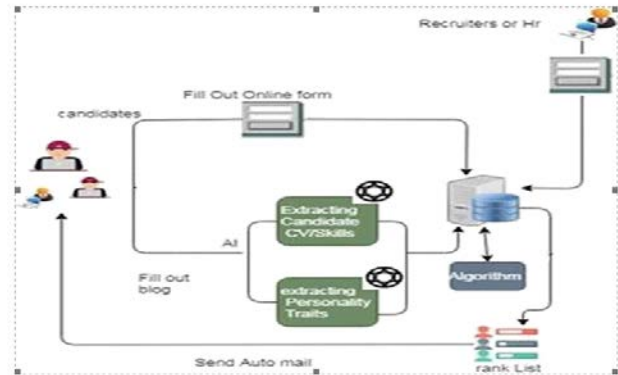 Recruiters or Hr
Fill Out Online form
candidates
Extracting
Candidate
CV/Skills
AI
Fill out
blog
extracting
Personality
Traits
Algorithm
Send Auto mail
rank List